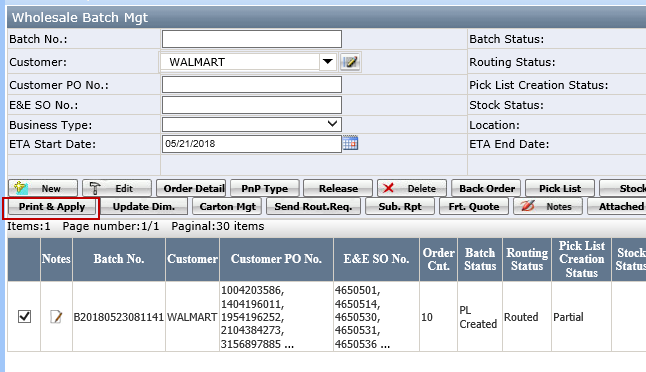 Wholesale Batch Mgt
Batch No.: Batch Status:
Customer: WALMART Routing Status:
Customer PO No.: Pick List Creation Status:
E&E SO No.: Stock Status:
Business Type: Location:
ETA Start Date: 05/21/2018 ETA End Date:
New Edit Order Detail PnP Type Release Delete Back Order Pick List Stock
Print & Apply Update Dim. Carton Mgt Send Rout.Req. Sub. Rpt Frt. Quote Notes Attached
Items:1 Page number:1/1 Paginal:30 items
Notes Batch No. Customer Customer PO No. E&E SO No. Order Cnt. Batch Status Routing Status Pick List Creation Status Stock Status
B20180523081141 WALMART 10 PL Created Routed Partial
1004203586, 4650501,
1404196011, 4650514,
1954196252, 4650530,
2104384273, 4650531,
3156897885 ... 4650536 ...